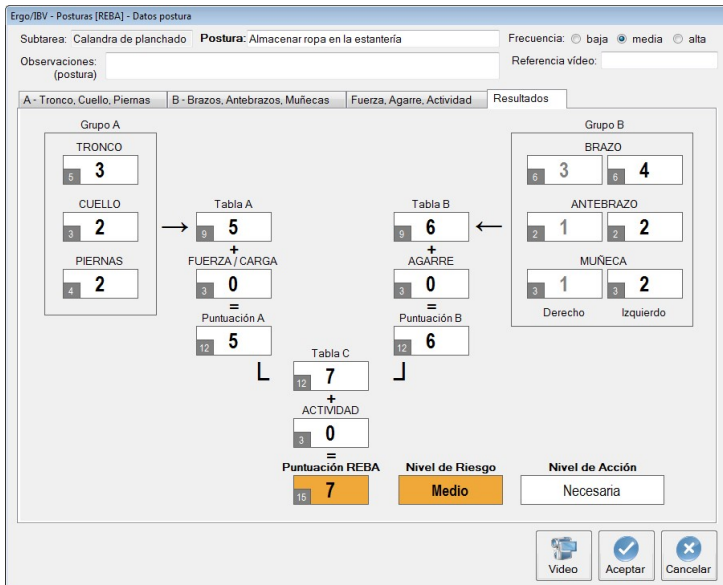 Ergo/IBV - Posturas [REBA] - Datos postura
Subtarea: Calandra de planchado Postura: Almacenar ropa en la estantería Frecuencia: baja media alta
Observaciones: (postura) Referencia vídeo:
A - Tronco, Cuello, Piernas B - Brazos, Antebrazos, Muñecas Fuerza, Agarre, Actividad Resultados
Grupo A Grupo B
TRONCO BRAZO
5 3 6 3 6 4
CUELLO Tabla A Tabla B ANTEBRAZO
3 2 9 5 9 6 2 1 2 2
+ +
PIERNAS FUERZA / CARGA AGARRE MUÑECA
4 2 3 0 3 0 3 1 3 2
= =
Puntuación A Puntuación B Derecho Izquierdo
12 5 12 6
Tabla C
12 7
+
ACTIVIDAD
3 0
=
Puntuación REBA Nivel de Riesgo Nivel de Acción
15 7 Medio Necesaria
Video Aceptar Cancelar